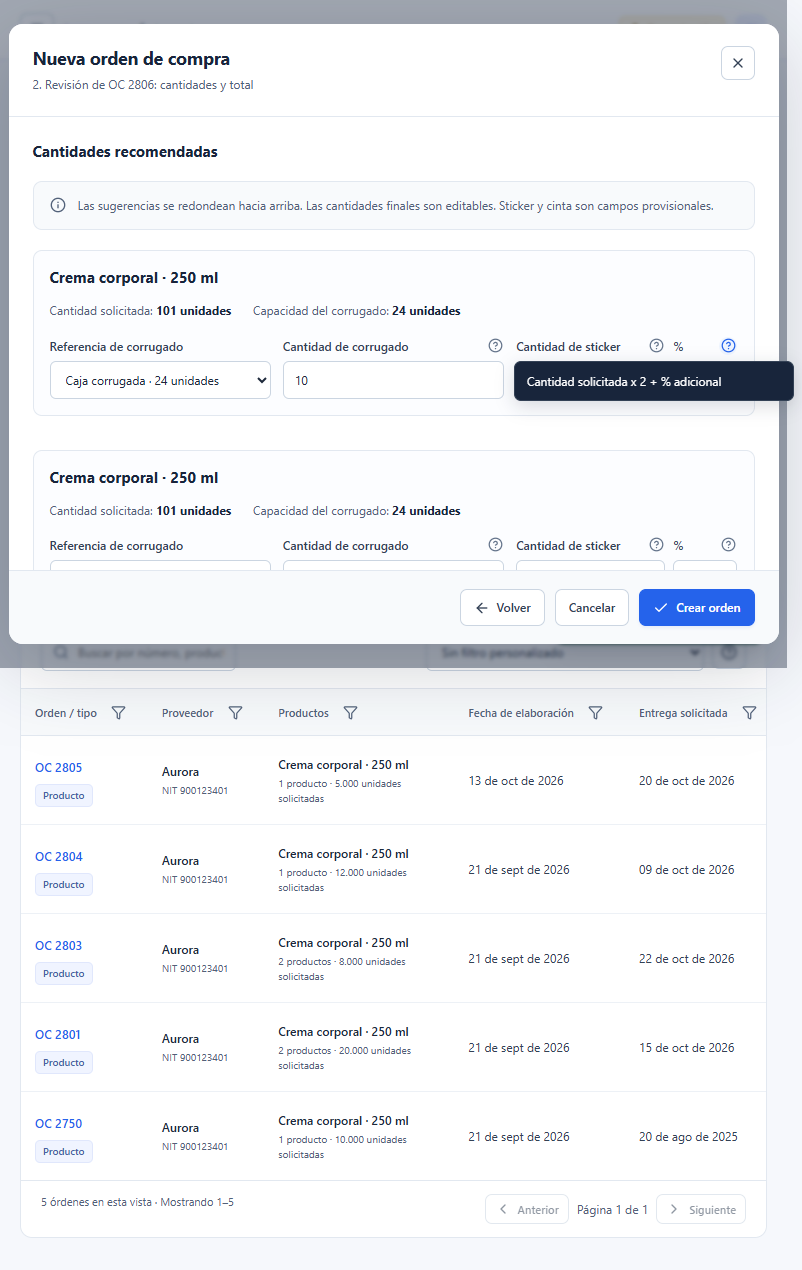 Nueva orden de compra
2. Revisión de OC 2806: cantidades y total
Cantidades recomendadas
Las sugerencias se redondean hacia arriba. Las cantidades finales son editables. Sticker y cinta son campos provisionales.
Crema corporal · 250 ml
Cantidad solicitada: 101 unidades Capacidad del corrugado: 24 unidades
Referencia de corrugado Cantidad de corrugado Cantidad de sticker %
Caja corrugada · 24 unidades 10 Cantidad solicitada x 2 + % adicional
Crema corporal · 250 ml
Cantidad solicitada: 101 unidades Capacidad del corrugado: 24 unidades
Referencia de corrugado Cantidad de corrugado Cantidad de sticker %
Volver Cancelar Crear orden
Buscar por número, produc Sin filtro personalizado
Orden / tipo Proveedor Productos Fecha de elaboración Entrega solicitada
OC 2805 Aurora Crema corporal · 250 ml 13 de oct de 2026 20 de oct de 2026
Producto NIT 900123401 1 producto · 5.000 unidades
solicitadas
OC 2804 Aurora Crema corporal · 250 ml 21 de sept de 2026 09 de oct de 2026
Producto NIT 900123401 1 producto · 12.000 unidades
solicitadas
OC 2803 Aurora Crema corporal · 250 ml 21 de sept de 2026 22 de oct de 2026
Producto NIT 900123401 2 productos · 8.000 unidades
solicitadas
OC 2801 Aurora Crema corporal · 250 ml 21 de sept de 2026 15 de oct de 2026
Producto NIT 900123401 2 productos · 20.000 unidades
solicitadas
OC 2750 Aurora Crema corporal · 250 ml 21 de sept de 2026 20 de ago de 2025
Producto NIT 900123401 1 producto · 10.000 unidades
solicitadas
5 órdenes en esta vista · Mostrando 1–5 Anterior Página 1 de 1 Siguiente